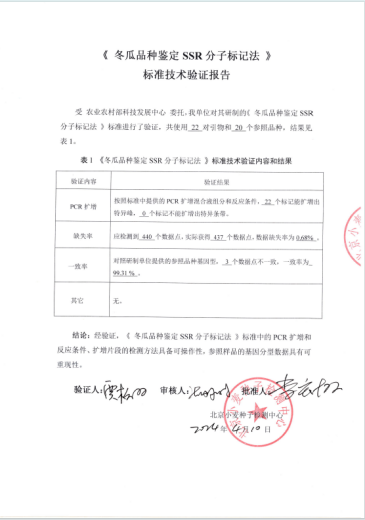 《 冬瓜品种鉴定 SSR 分子标记法 》
标准技术验证报告
受 农业农村部科技发展中心 委托，我单位对其研制的《 冬瓜品种鉴定 SSR
分子标记法 》标准进行了验证，共使用 22 对引物和 20 个参照品种，结果见
表 1。
表 1 《冬瓜品种鉴定 SSR 分子标记法 》标准技术验证内容和结果
验证内容 验证结果
PCR 扩增
按照标准中提供的 PCR 扩增混合液组分和反应条件， 22 个标记能扩增出
特异峰， 0 个标记不能扩增出特异条带。
缺失率 应检测到 440 个数据点，实际获得 437 个数据点，数据缺失率为 0.68% 。
一致率
对照研制单位提供的参照品种基因型， 3 个数据点不一致，一致率为
99.31% 。
其它 无。
结论：经验证，《 冬瓜品种鉴定 SSR 分子标记法 》标准中的 PCR 扩增和
反应条件、扩增片段的检测方法具备可操作性，参照样品的基因分型数据具有可
重现性。
验证人： 审核人： 批准人：
北京小麦种子检测中心
2024 年 4 月 10 日